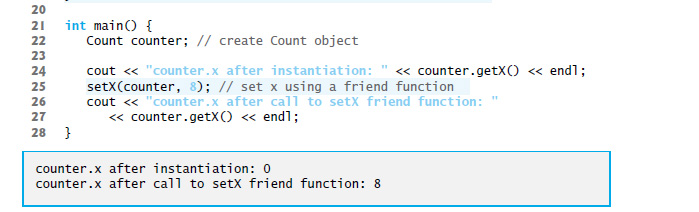 20
21 int main() {
22 Count counter; // create Count object
23
24 cout << "counter.x after instantiation: " << counter.getX() << endl;
25 setX(counter, 8); // set x using a friend function
26 cout << "counter.x after call to setX friend function: "
27 << counter.getX() << endl;
28 }
counter.x after instantiation: 0
counter.x after call to setX friend function: 8